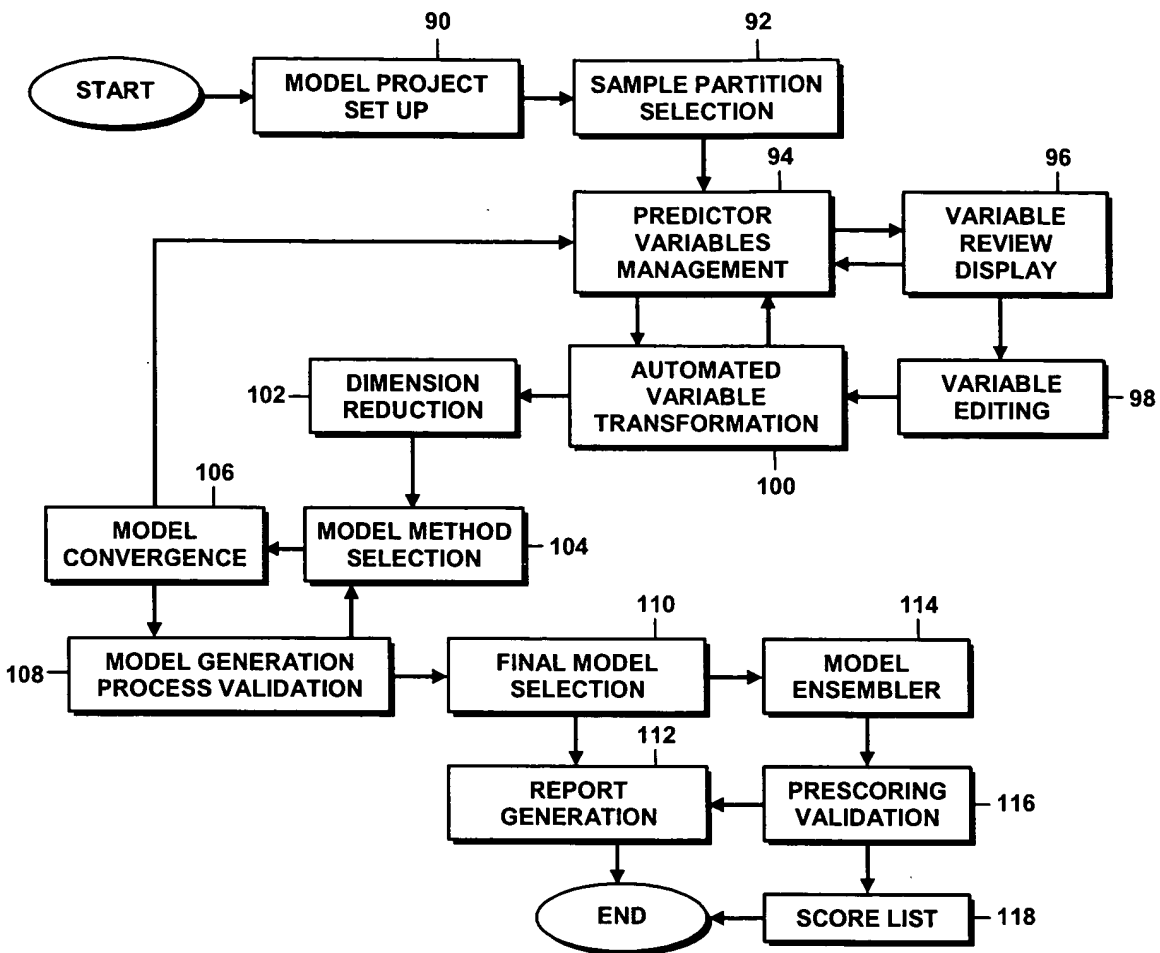 90
92
START
MODEL PROJECT
SET UP
SAMPLE PARTITION
SELECTION
94
96
PREDICTOR
VARIABLES
MANAGEMENT
VARIABLE
REVIEW
DISPLAY
102
DIMENSION
REDUCTION
AUTOMATED
VARIABLE
TRANSFORMATION
VARIABLE
EDITING
98
100
106
MODEL
CONVERGENCE
MODEL METHOD
SELECTION
104
110
114
108
MODEL GENERATION
PROCESS VALIDATION
FINAL MODEL
SELECTION
MODEL
ENSEMBLER
112
REPORT
GENERATION
PRESCORING
VALIDATION
116
END
SCORE LIST
118